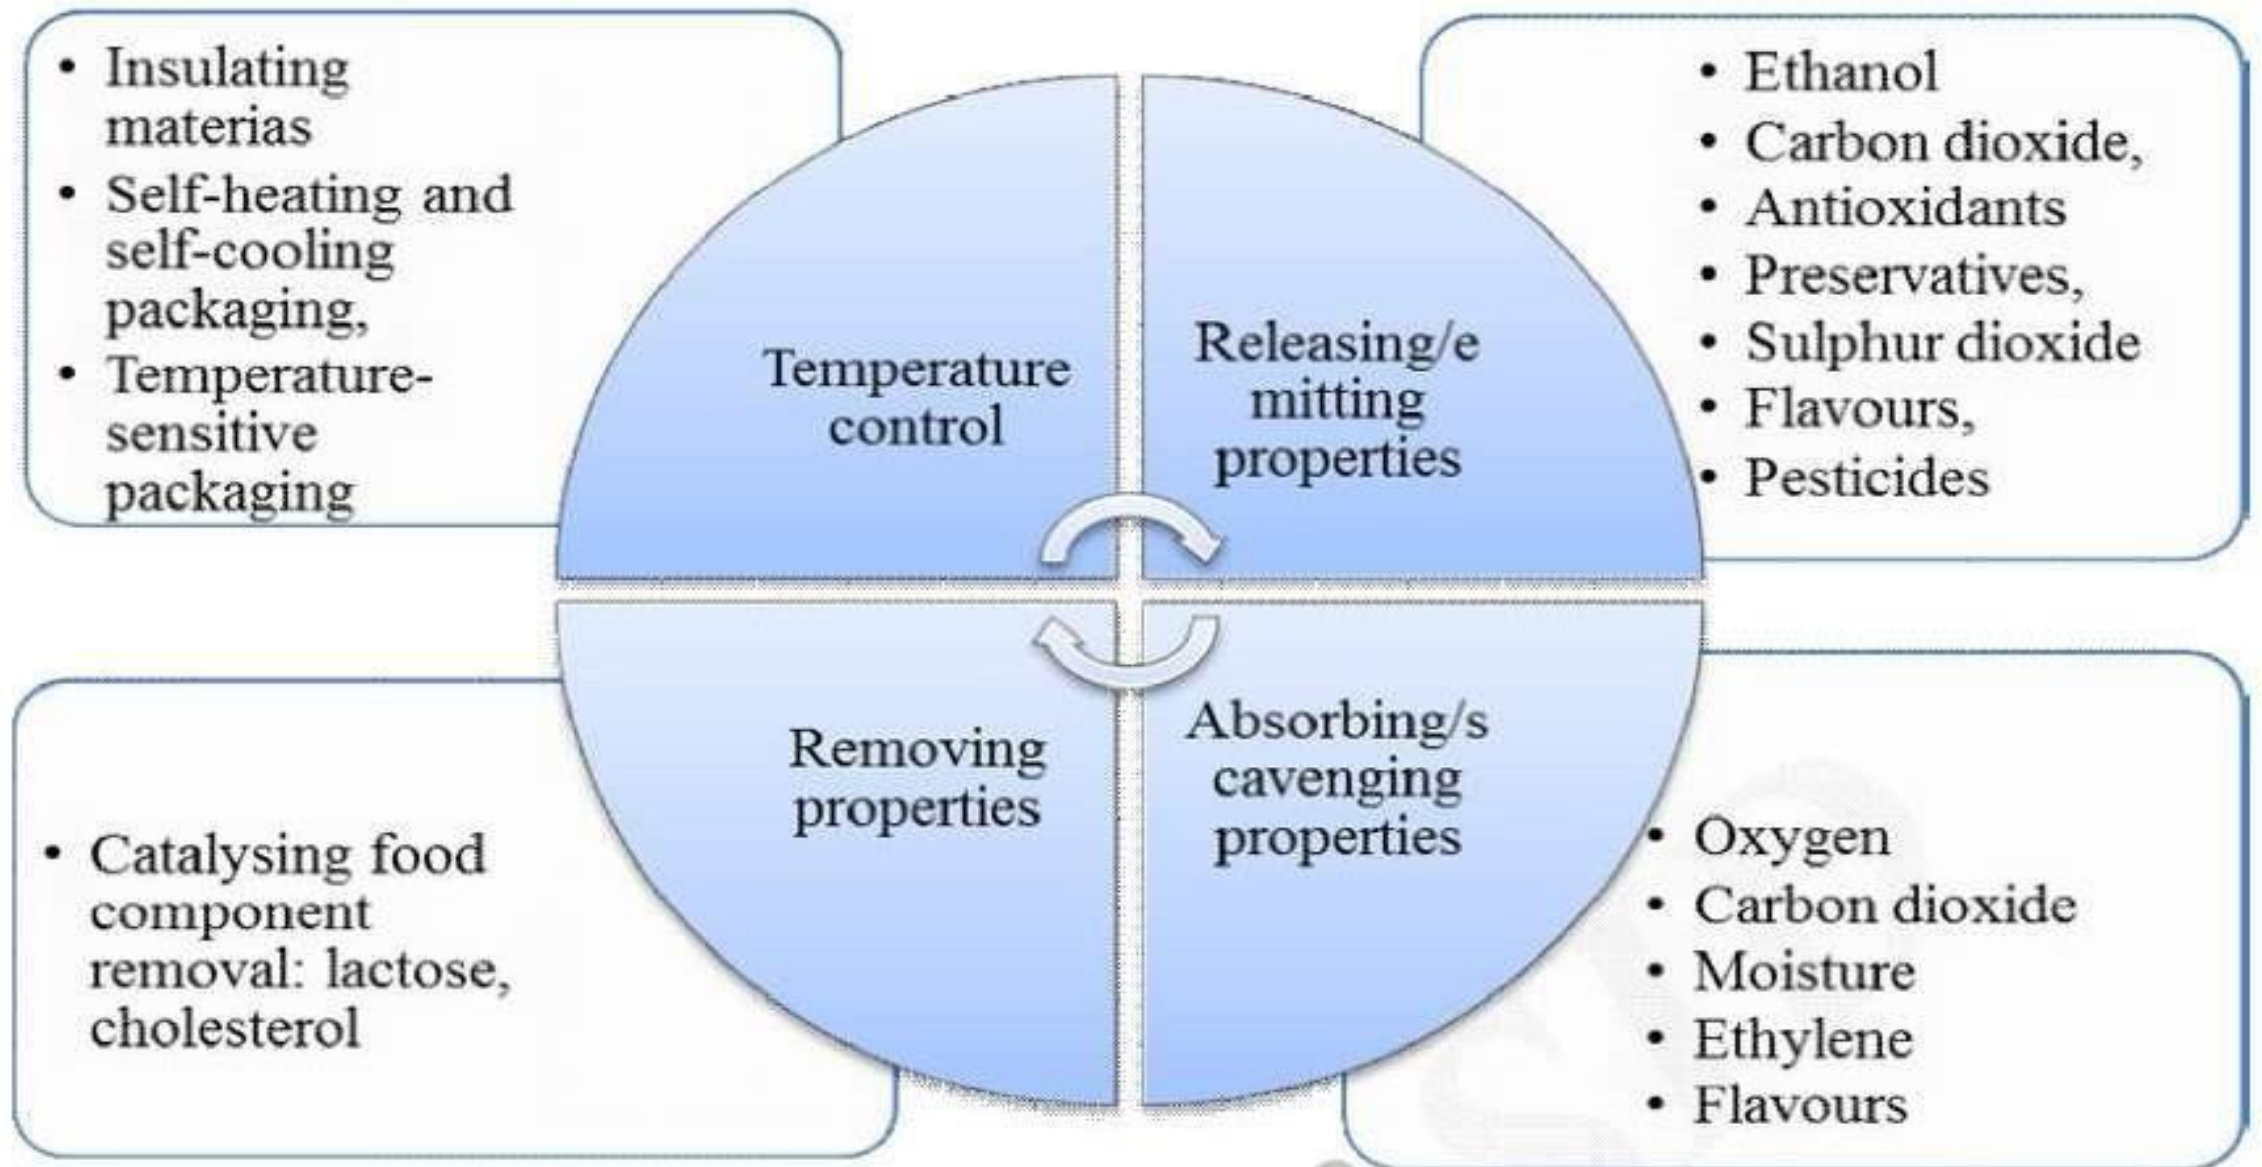 • Insulating
materias
• Self-heating and
self-cooling
packaging,
• Temperature-
sensitive
packaging
Temperature
control
Releasing/e
mitting
properties
• Ethanol
• Carbon dioxide,
• Antioxidants
• Preservatives,
• Sulphur dioxide
• Flavours,
• Pesticides
• Catalysing food
component
removal: lactose,
cholesterol
Removing
properties
Absorbing/s
cavenging
properties
• Oxygen
• Carbon dioxide
• Moisture
• Ethylene
• Flavours